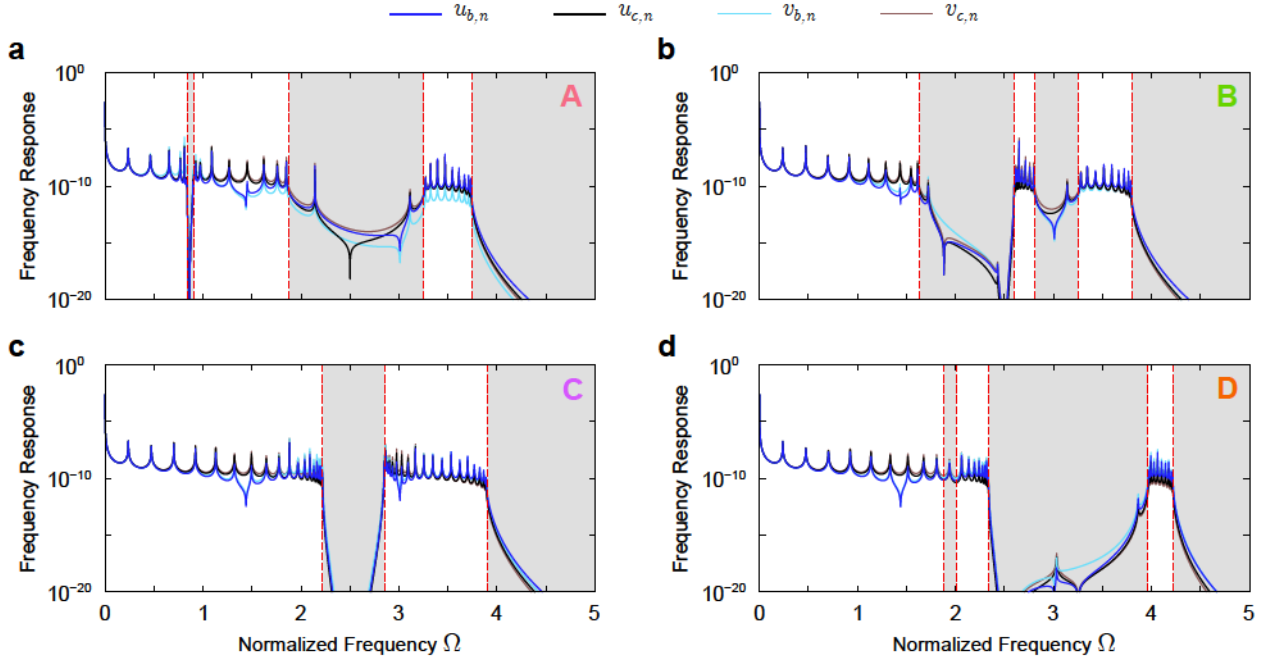 u_{b,n} u_{c,n} v_{b,n} v_{c,n}
a b
10^0 A 10^0 B
Frequency Response Frequency Response
10^{-10} 10^{-10}
10^{-20} 10^{-20}
c d
10^0 C 10^0 D
Frequency Response Frequency Response
10^{-10} 10^{-10}
10^{-20} 10^{-20}
0 1 2 3 4 5 0 1 2 3 4 5
Normalized Frequency Ω Normalized Frequency Ω